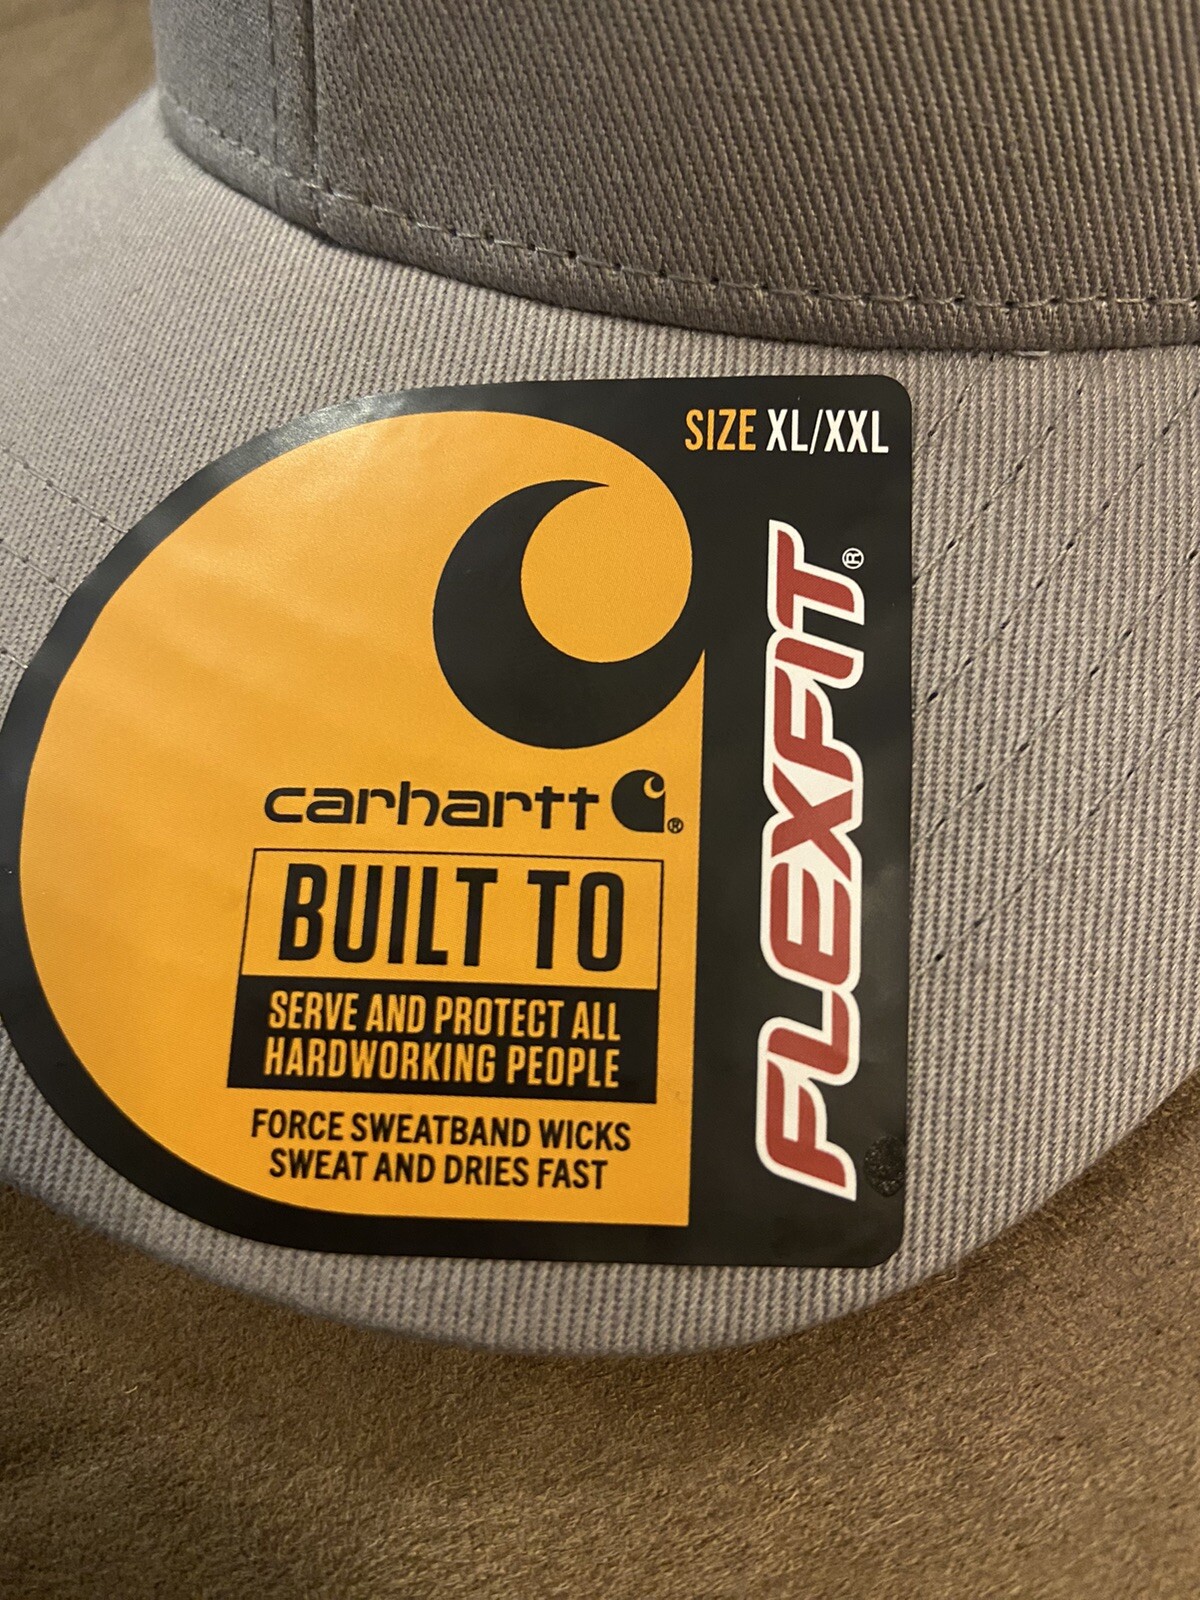 SIZE XL/XXL
FLEXFIT®
carhartt ®
BUILT TO
SERVE AND PROTECT ALL
HARDWORKING PEOPLE
FORCE SWEATBAND WICKS
SWEAT AND DRIES FAST